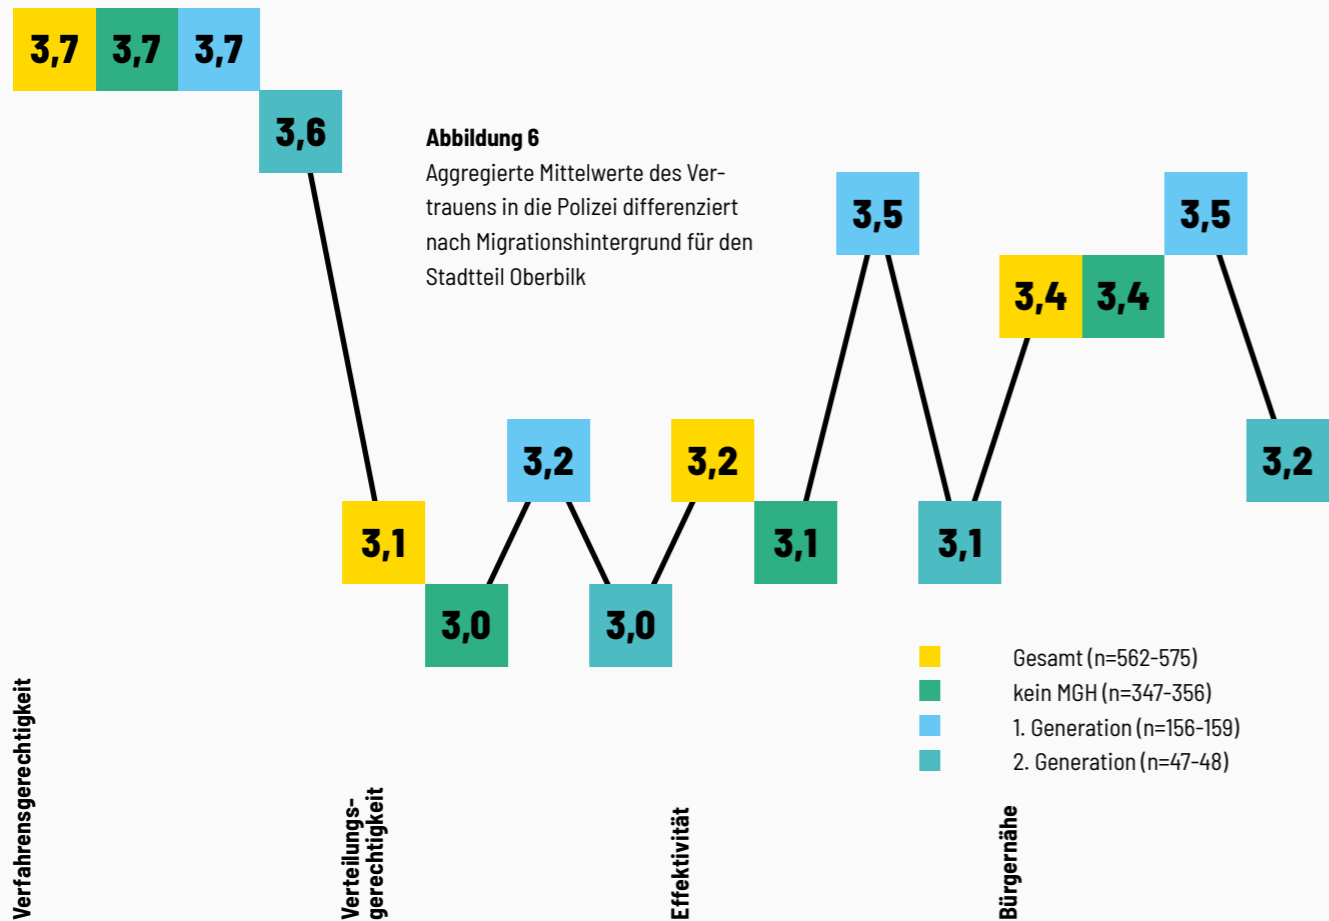 3,7 3,7 3,7
3,6
Abbildung 6
Aggregierte Mittelwerte des Ver-
trauens in die Polizei differenziert
nach Migrationshintergrund für den
Stadtteil Oberbilk
3,5 3,5
3,4 3,4
3,2 3,2 3,2
3,1 3,1 3,1
3,0 3,0
Gesamt (n=562-575)
kein MGH (n=347-356)
1. Generation (n=156-159)
2. Generation (n=47-48)
Verfahrensgerechtigkeit
Verteilungs-
gerechtigkeit
Effektivität
Bürgernähe